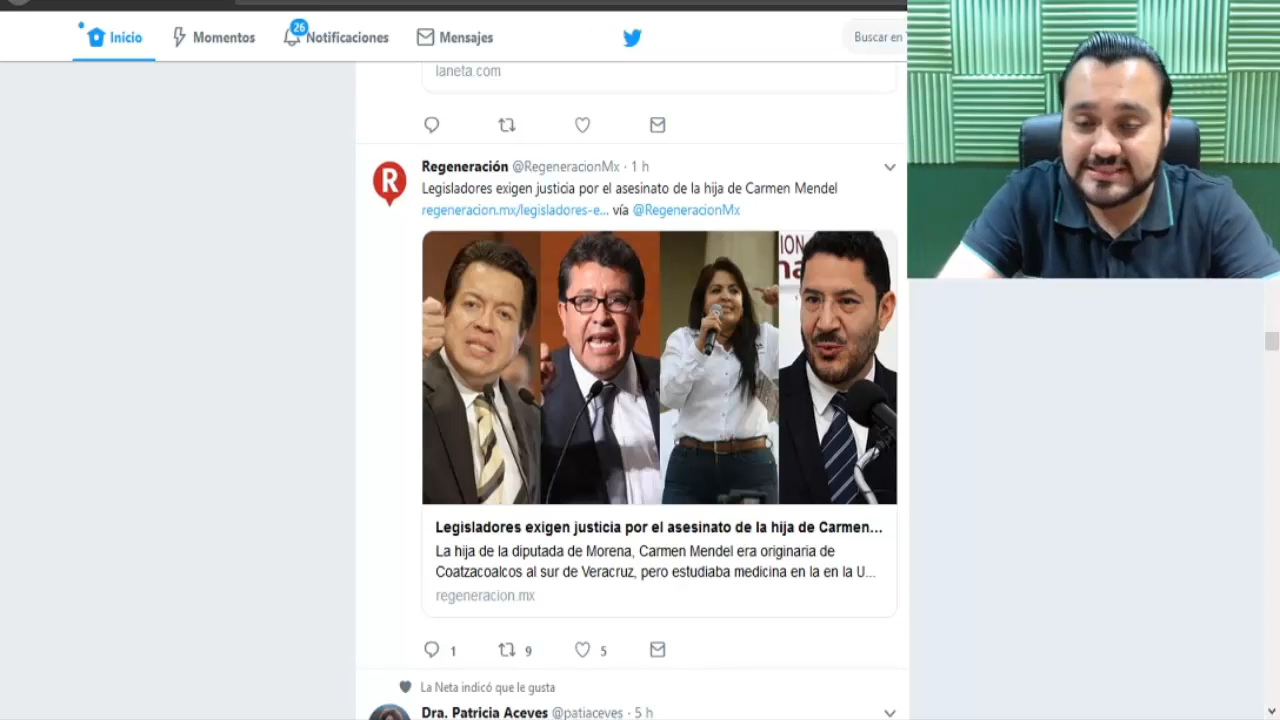 Inicio
Momentos
26
Notificaciones
Mensajes
Buscar en
laneta.com
Regeneración @RegeneracionMx · 1 h
R
Legisladores exigen justicia por el asesinato de la hija de Carmen Mendel
regeneracion.mx/legisladores-e... vía @RegeneracionMx
ION
na
Legisladores exigen justicia por el asesinato de la hija de Carmen...
La hija de la diputada de Morena, Carmen Mendel era originaria de
Coatzacoalcos al sur de Veracruz, pero estudiaba medicina en la en la U...
regeneracion.mx
1 9 5
La Neta indicó que le gusta
Dra. Patricia Aceves @patiaceves · 5 h